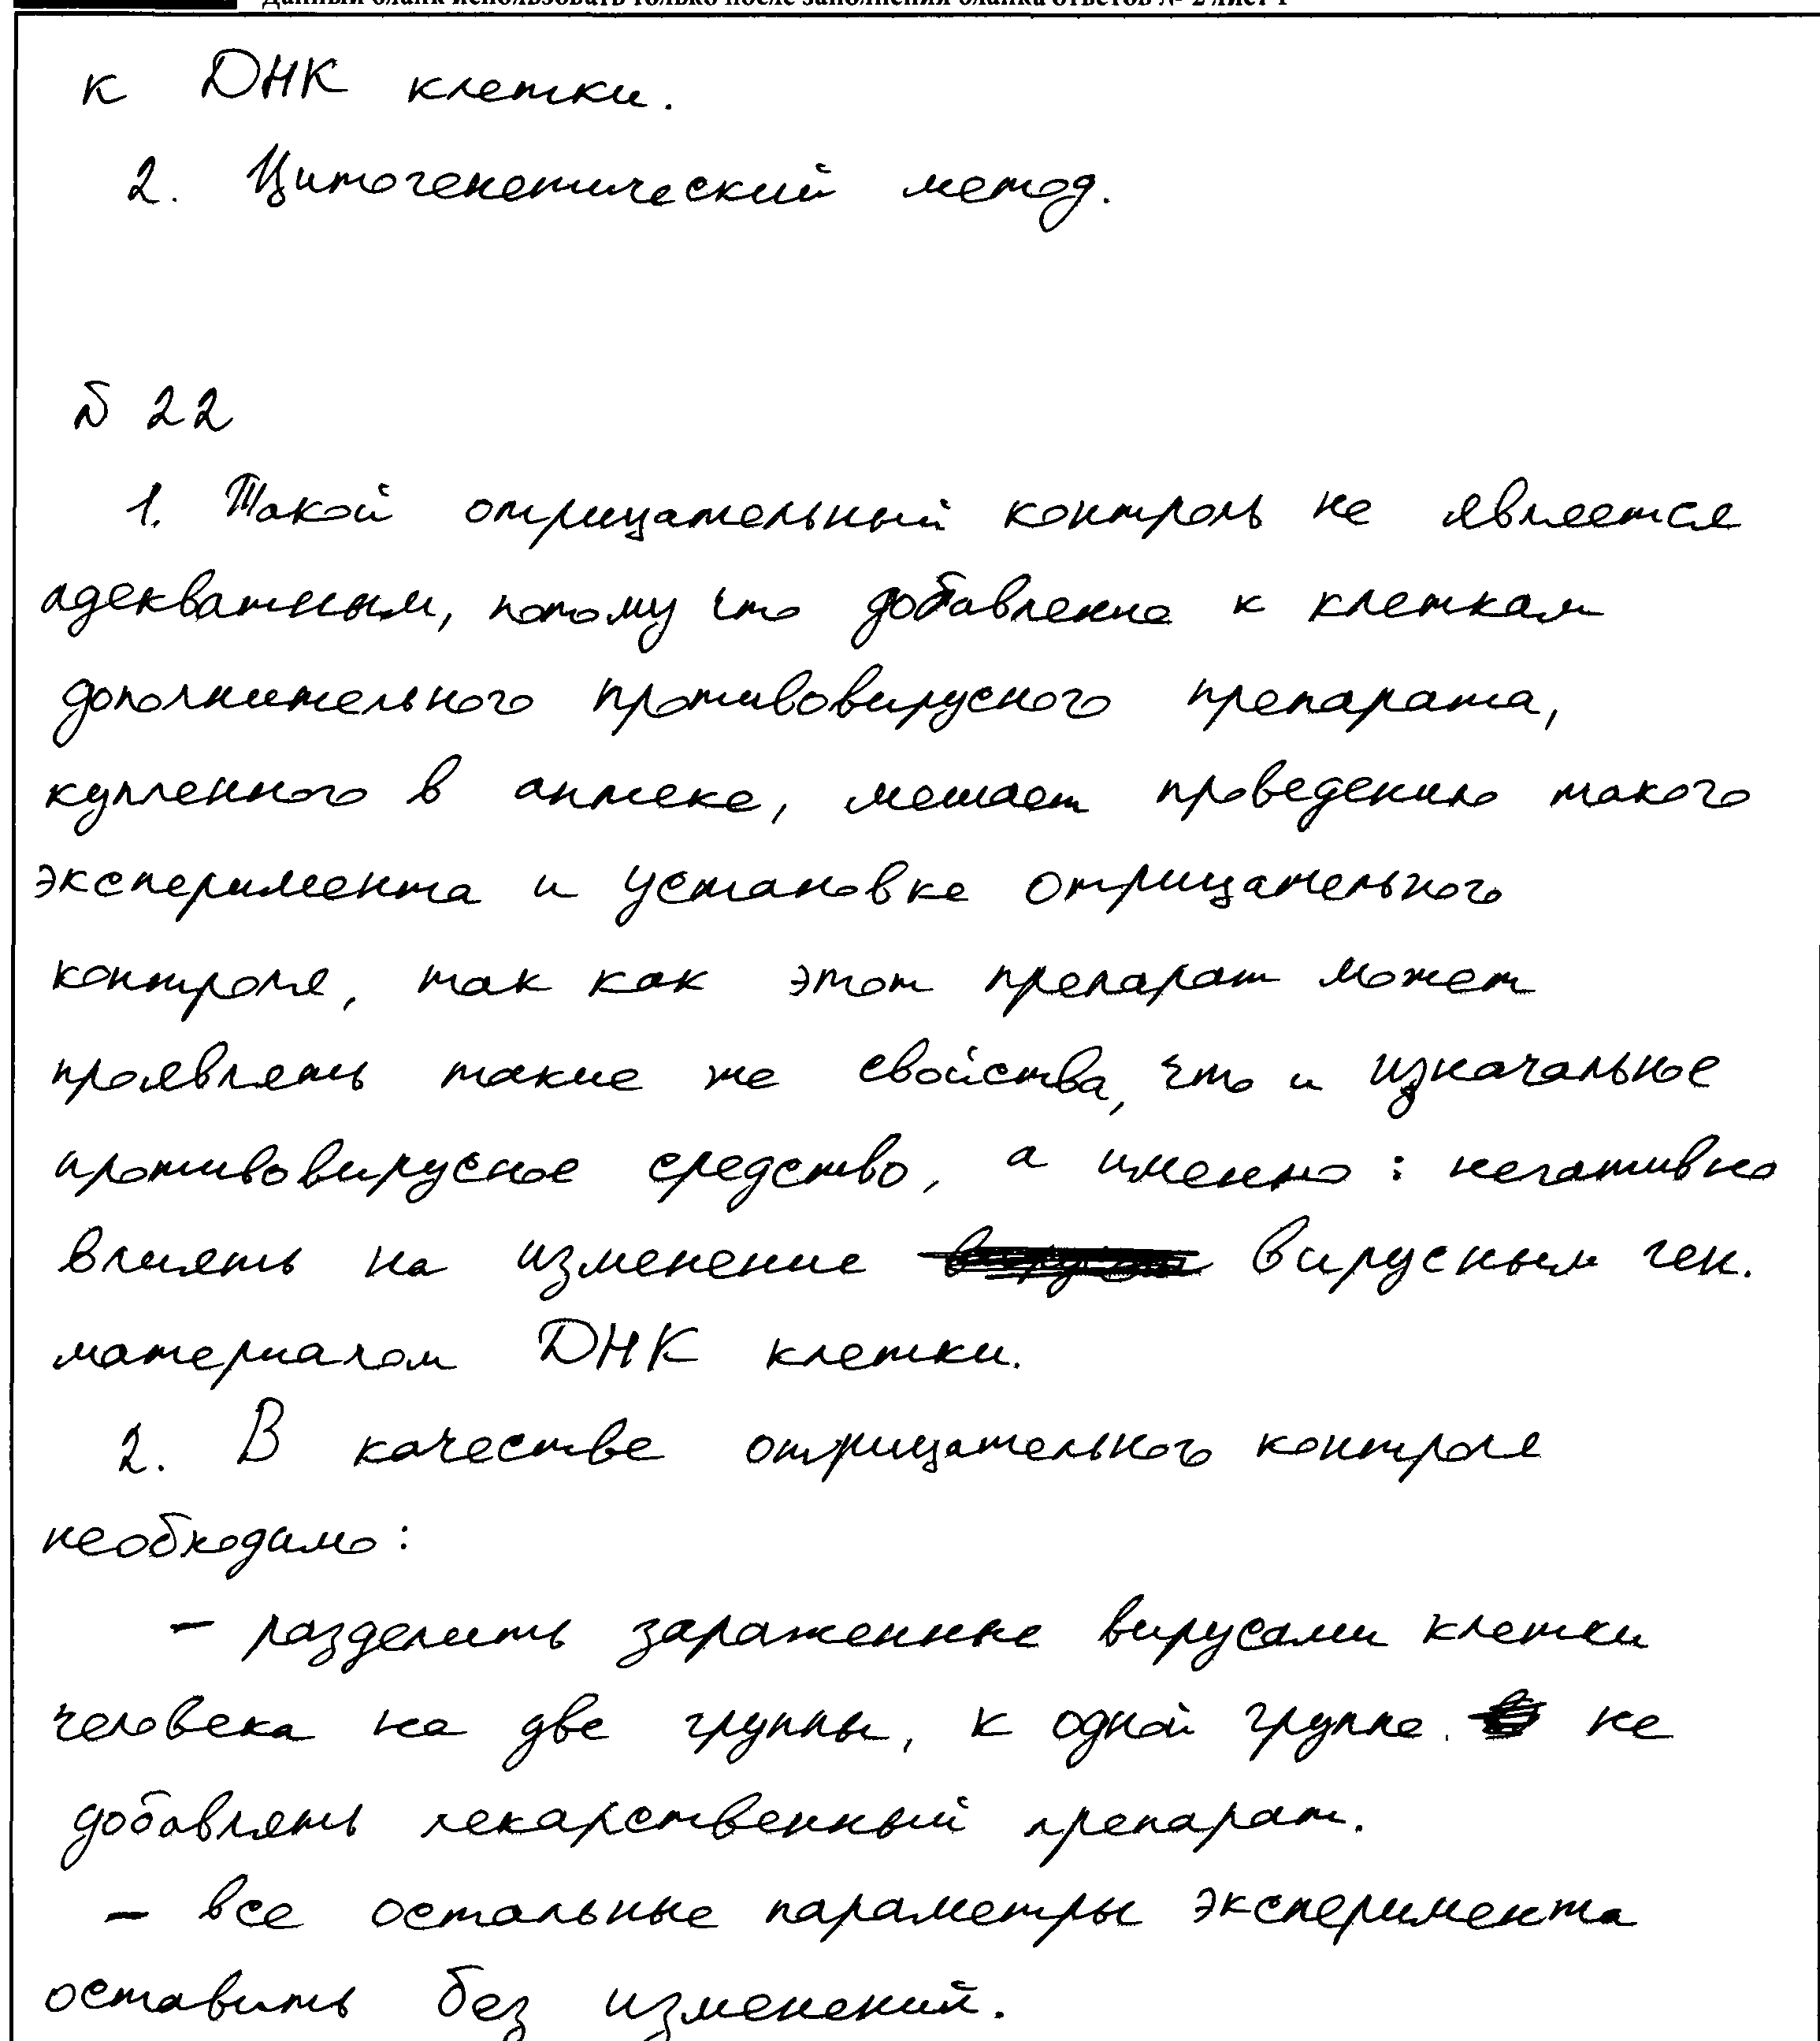 Данный бланк использовать только после заполнения бланка ответов № 2 лист 1
к ДНК клетки.
2. Цитогенетический метод.
№ 22
1. Такой отрицательный контроль не является
адекватным, потому что добавление к клеткам
дополнительного противовирусного препарата,
купленного в аптеке, мешает проведению такого
эксперимента и установке отрицательного
контроля, так как этот препарат может
проявлять такие же свойства, что и изначальное
противовирусное средство, а именно: негативно
влиять на изменение вирусным ген.
материалом ДНК клетки.
2. В качестве отрицательного контроля
необходимо:
- разделить зараженные вирусами клетки
человека на две группы, к одной группе не
добавлять лекарственный препарат.
- все остальные параметры эксперимента
оставить без изменений.